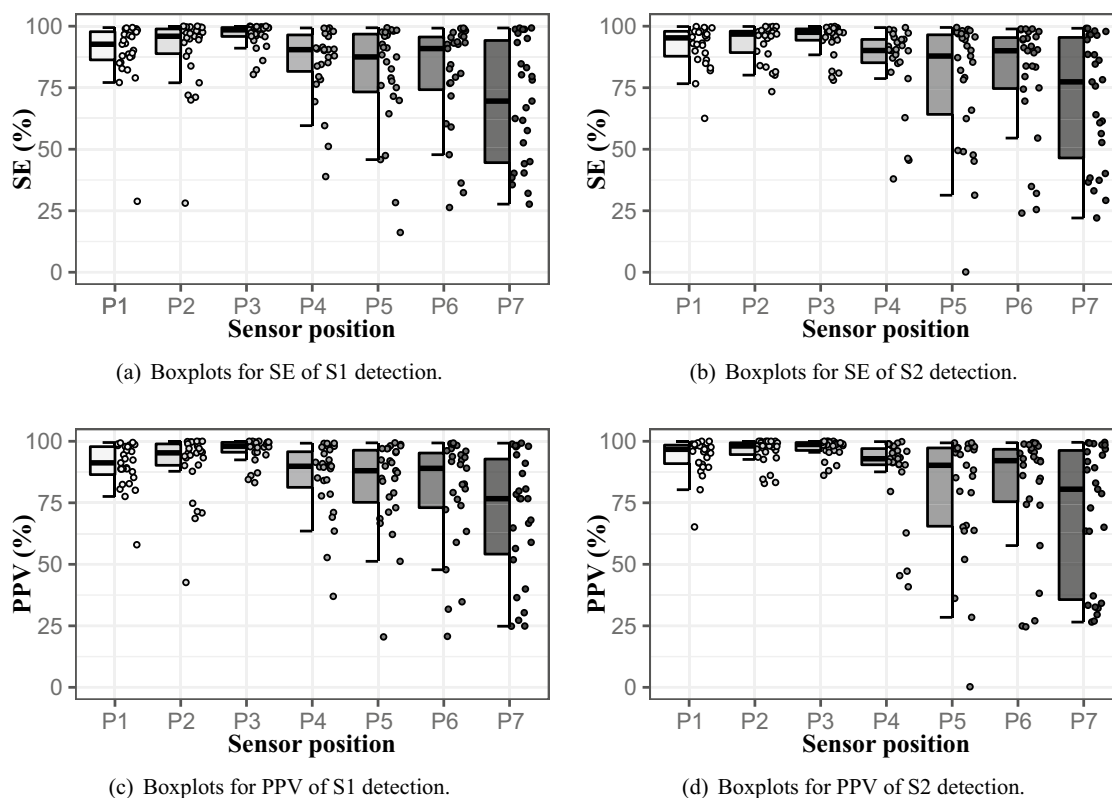 SE (%)
100
75
50
25
0
P1 P2 P3 P4 P5 P6 P7
Sensor position
(a) Boxplots for SE of S1 detection.
SE (%)
100
75
50
25
0
P1 P2 P3 P4 P5 P6 P7
Sensor position
(b) Boxplots for SE of S2 detection.
PPV (%)
100
75
50
25
0
P1 P2 P3 P4 P5 P6 P7
Sensor position
(c) Boxplots for PPV of S1 detection.
PPV (%)
100
75
50
25
0
P1 P2 P3 P4 P5 P6 P7
Sensor position
(d) Boxplots for PPV of S2 detection.